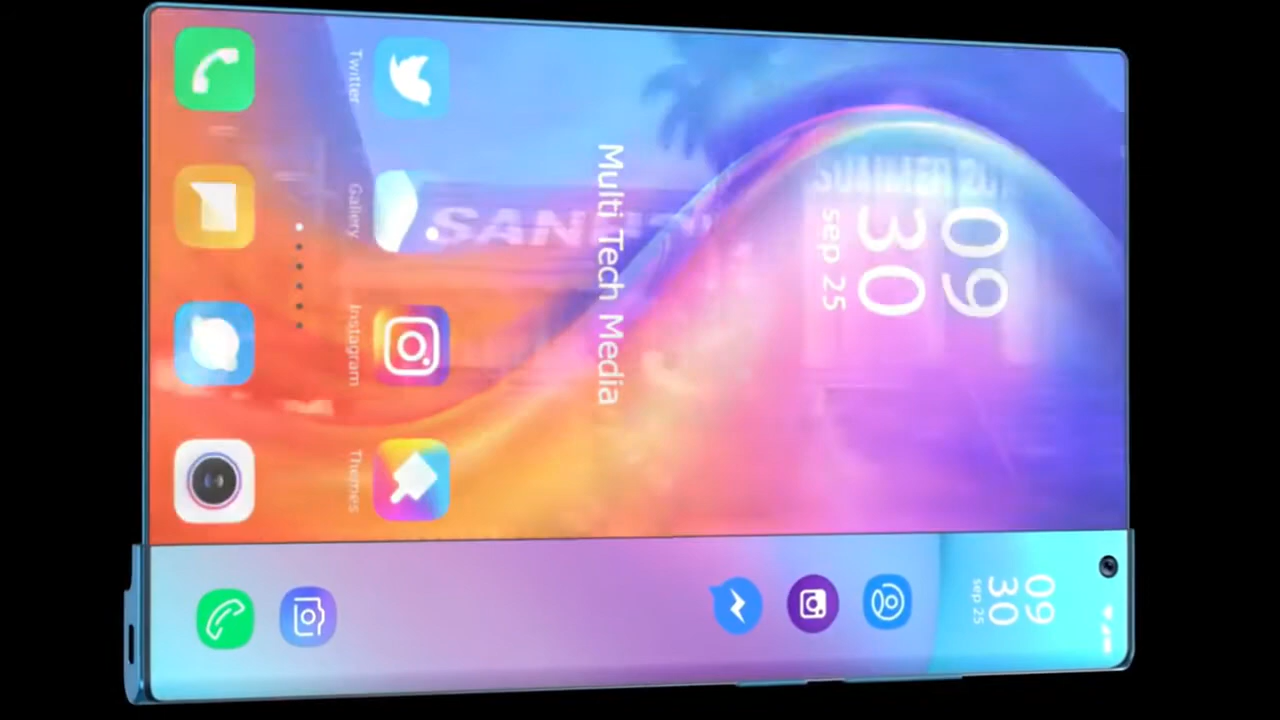 09
30
sep 25
Multi Tech Media
Twitter
Gallery
Instagram
Themes
09
30
sep 25